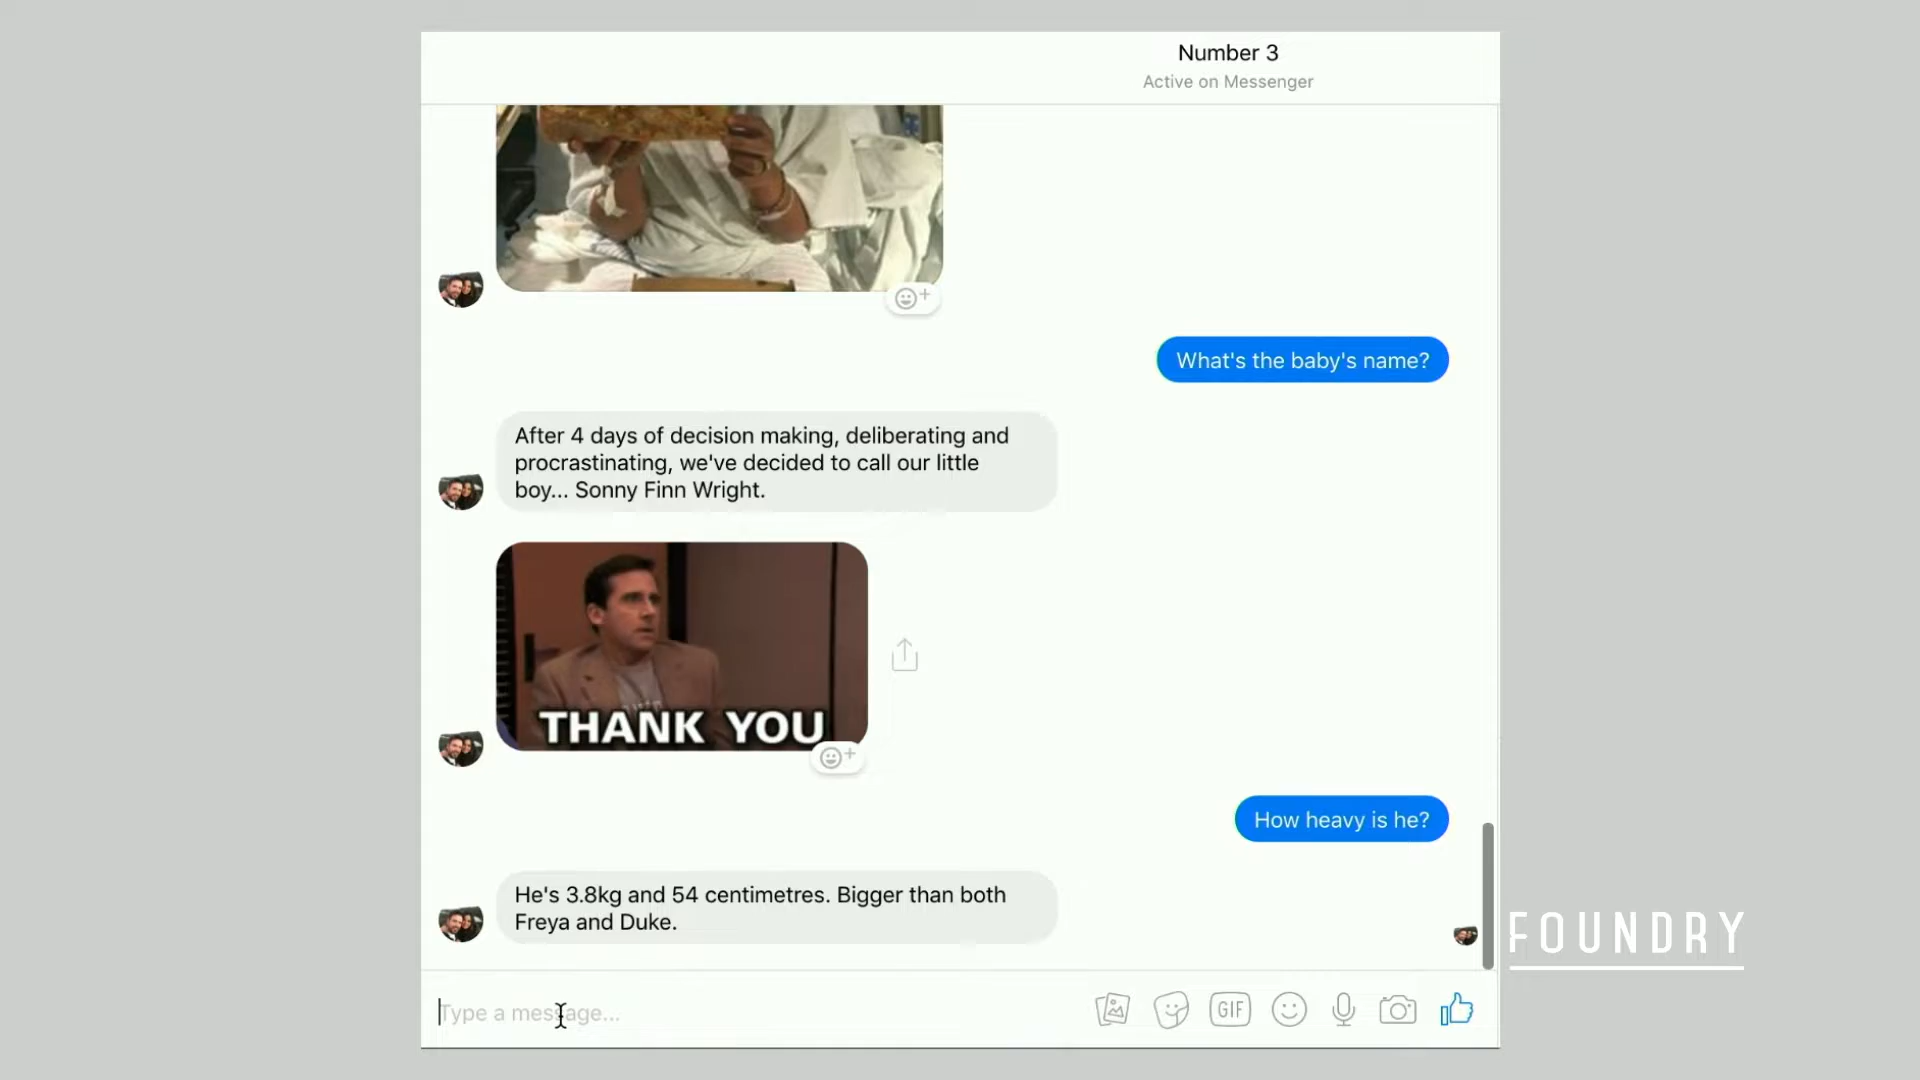 Number 3
Active on Messenger
What's the baby's name?
After 4 days of decision making, deliberating and
procrastinating, we've decided to call our little
boy... Sonny Finn Wright.
THANK YOU
How heavy is he?
He's 3.8kg and 54 centimetres. Bigger than both
Freya and Duke.
FOUNDRY
Type a message...
GIF